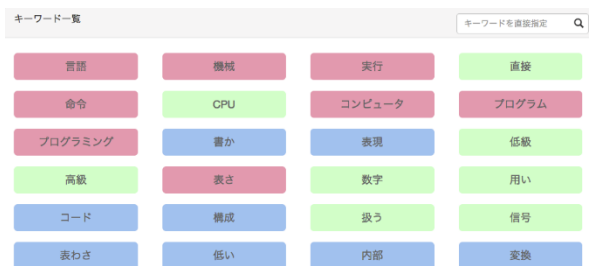 キーワード一覧 キーワードを直接指定
言語 機械 実行 直接
命令 CPU コンピュータ プログラム
プログラミング 書か 表現 低級
高級 表さ 数字 用い
コード 構成 扱う 信号
表わさ 低い 内部 変換